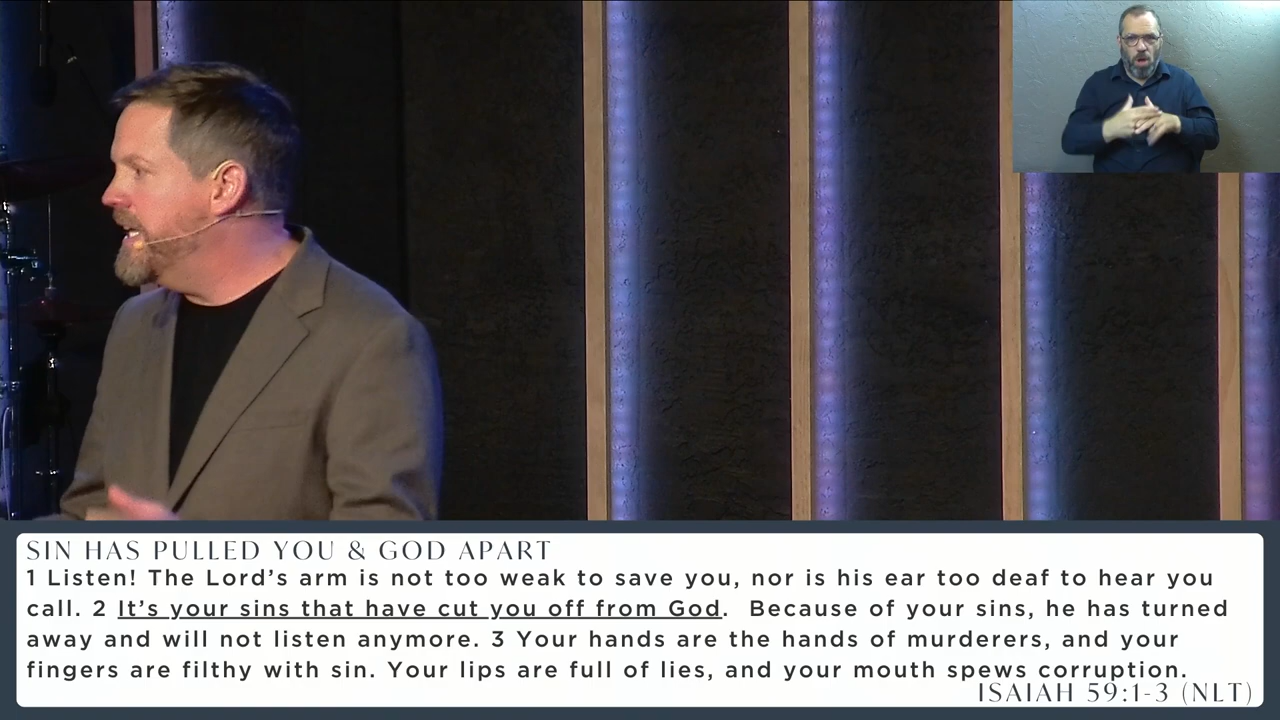 SIN HAS PULLED YOU & GOD APART
1 Listen! The Lord's arm is not too weak to save you, nor is his ear too deaf to hear you
call. 2 It's your sins that have cut you off from God.  Because of your sins, he has turned
away and will not listen anymore. 3 Your hands are the hands of murderers, and your
fingers are filthy with sin. Your lips are full of lies, and your mouth spews corruption.
ISAIAH 59:1-3 (NLT)